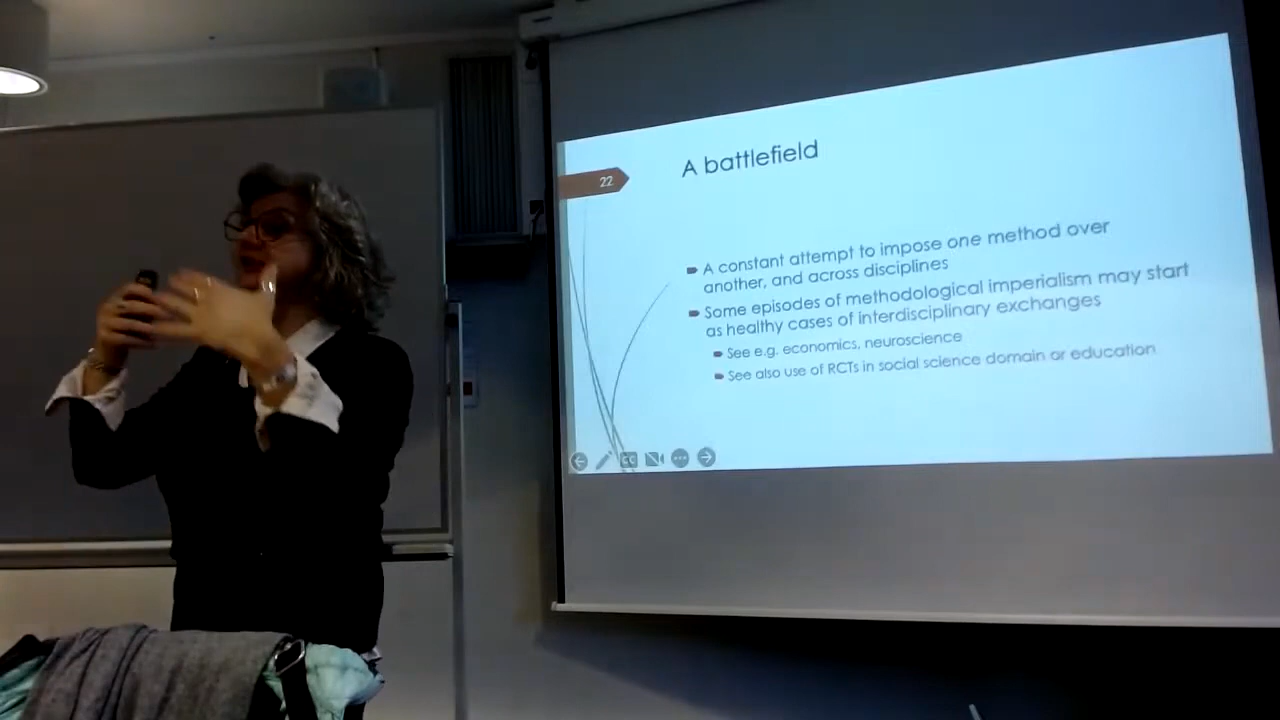 22
A battlefield
A constant attempt to impose one method over
another, and across disciplines
Some episodes of methodological imperialism may start
as healthy cases of interdisciplinary exchanges
See e.g. economics, neuroscience
See also use of RCTs in social science domain or education
CC